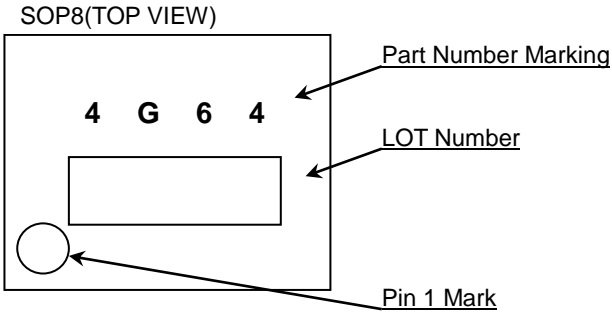 SOP8(TOP VIEW)
Part Number Marking
4 G 6 4
LOT Number
Pin 1 Mark